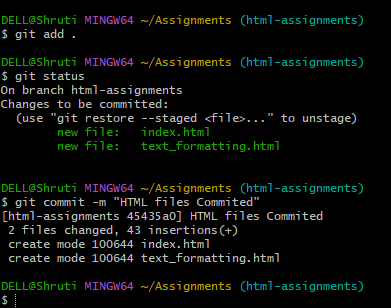 DELL@Shruti MINGW64 ~/Assignments (html-assignments)
$ git add .
DELL@Shruti MINGW64 ~/Assignments (html-assignments)
$ git status
On branch html-assignments
Changes to be committed:
  (use "git restore --staged <file>..." to unstage)
        new file:   index.html
        new file:   text_formatting.html
DELL@Shruti MINGW64 ~/Assignments (html-assignments)
$ git commit -m "HTML files Commited"
[html-assignments 45435a0] HTML files Commited
 2 files changed, 43 insertions(+)
 create mode 100644 index.html
 create mode 100644 text_formatting.html
DELL@Shruti MINGW64 ~/Assignments (html-assignments)
$